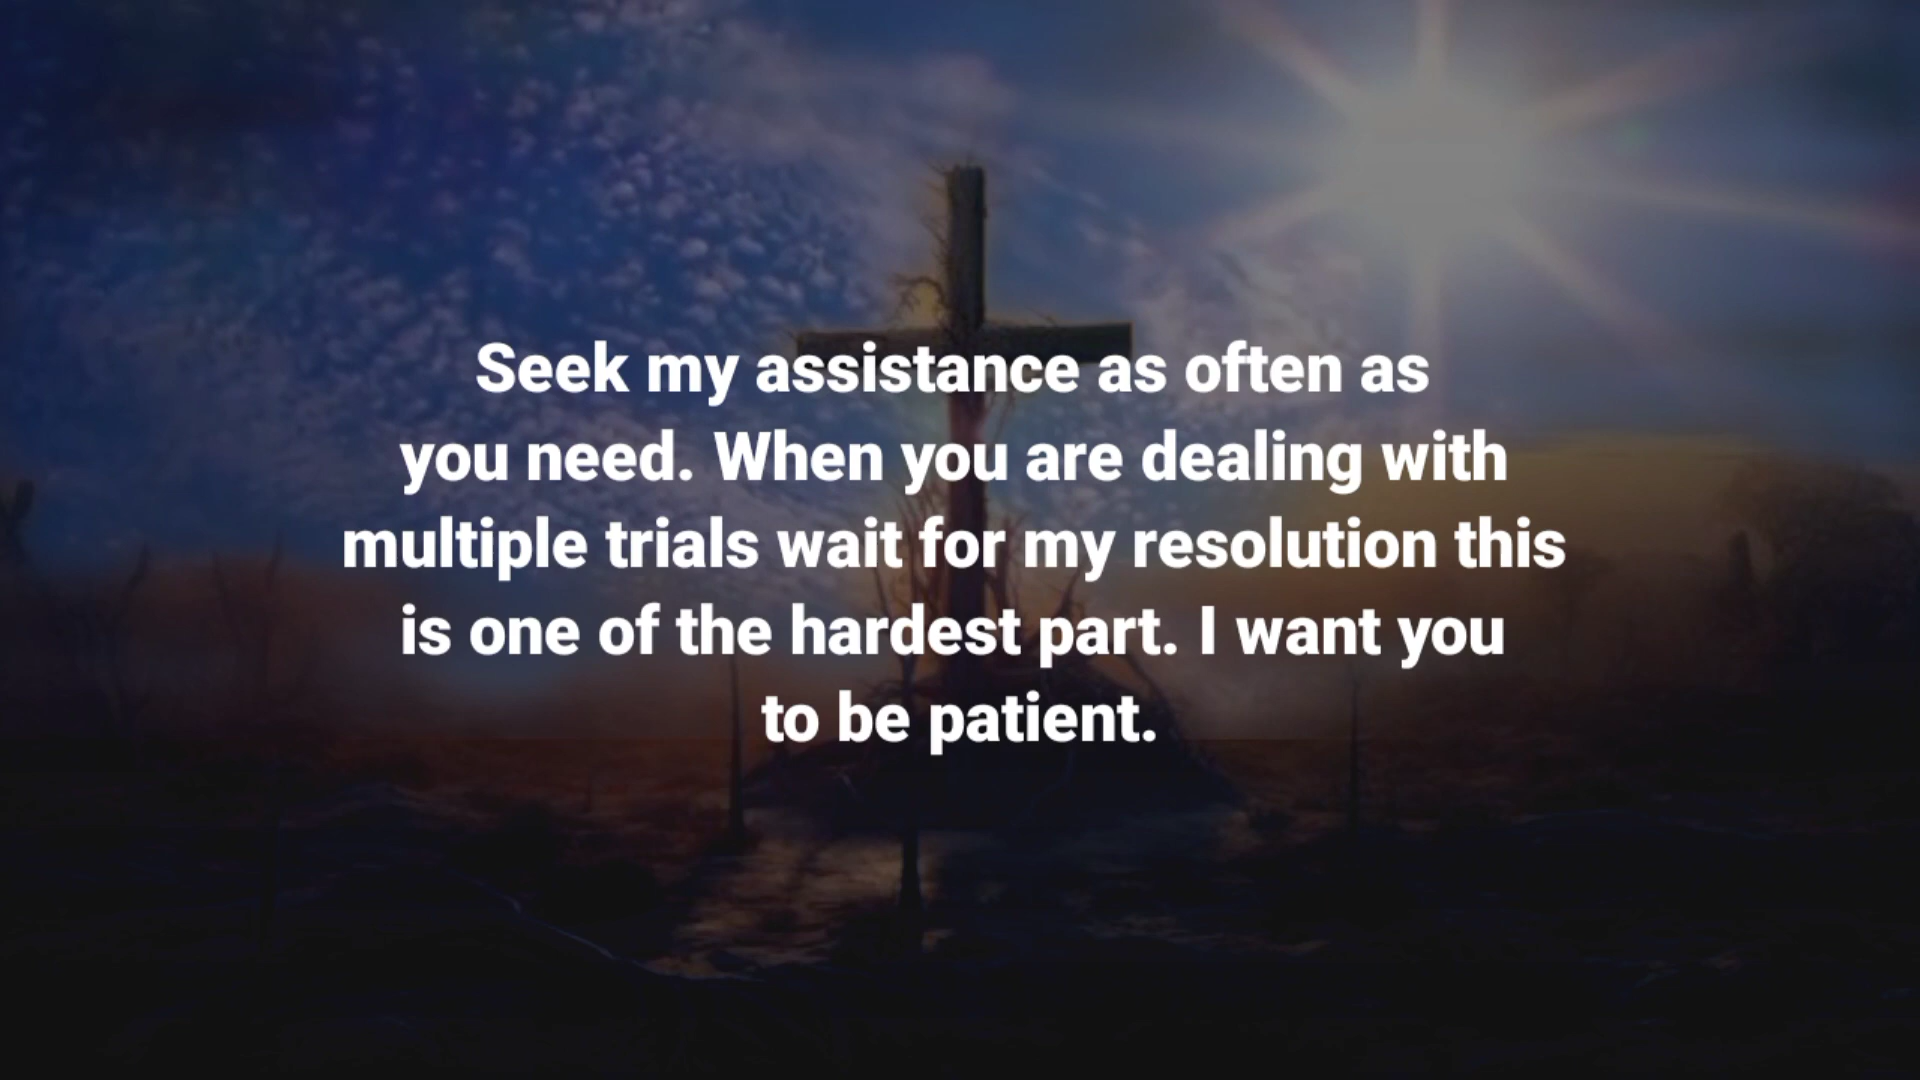 Seek my assistance as often as
you need. When you are dealing with
multiple trials wait for my resolution this
is one of the hardest part. I want you
to be patient.